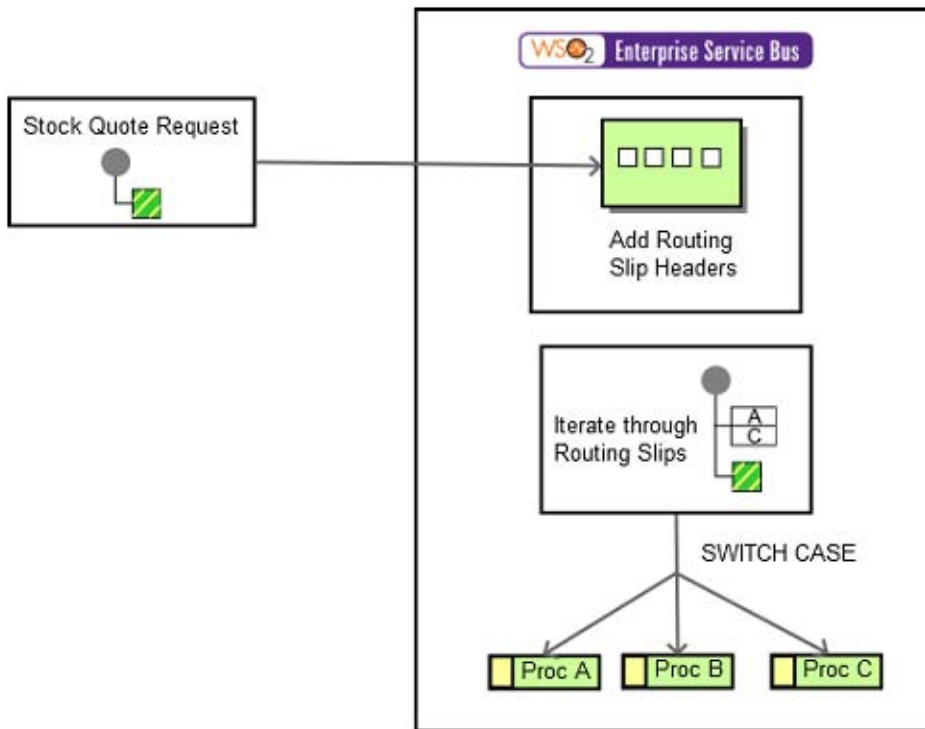 WSO2 Enterprise Service Bus
Stock Quote Request
Add Routing
Slip Headers
Iterate through
Routing Slips
A
C
SWITCH CASE
Proc A
Proc B
Proc C